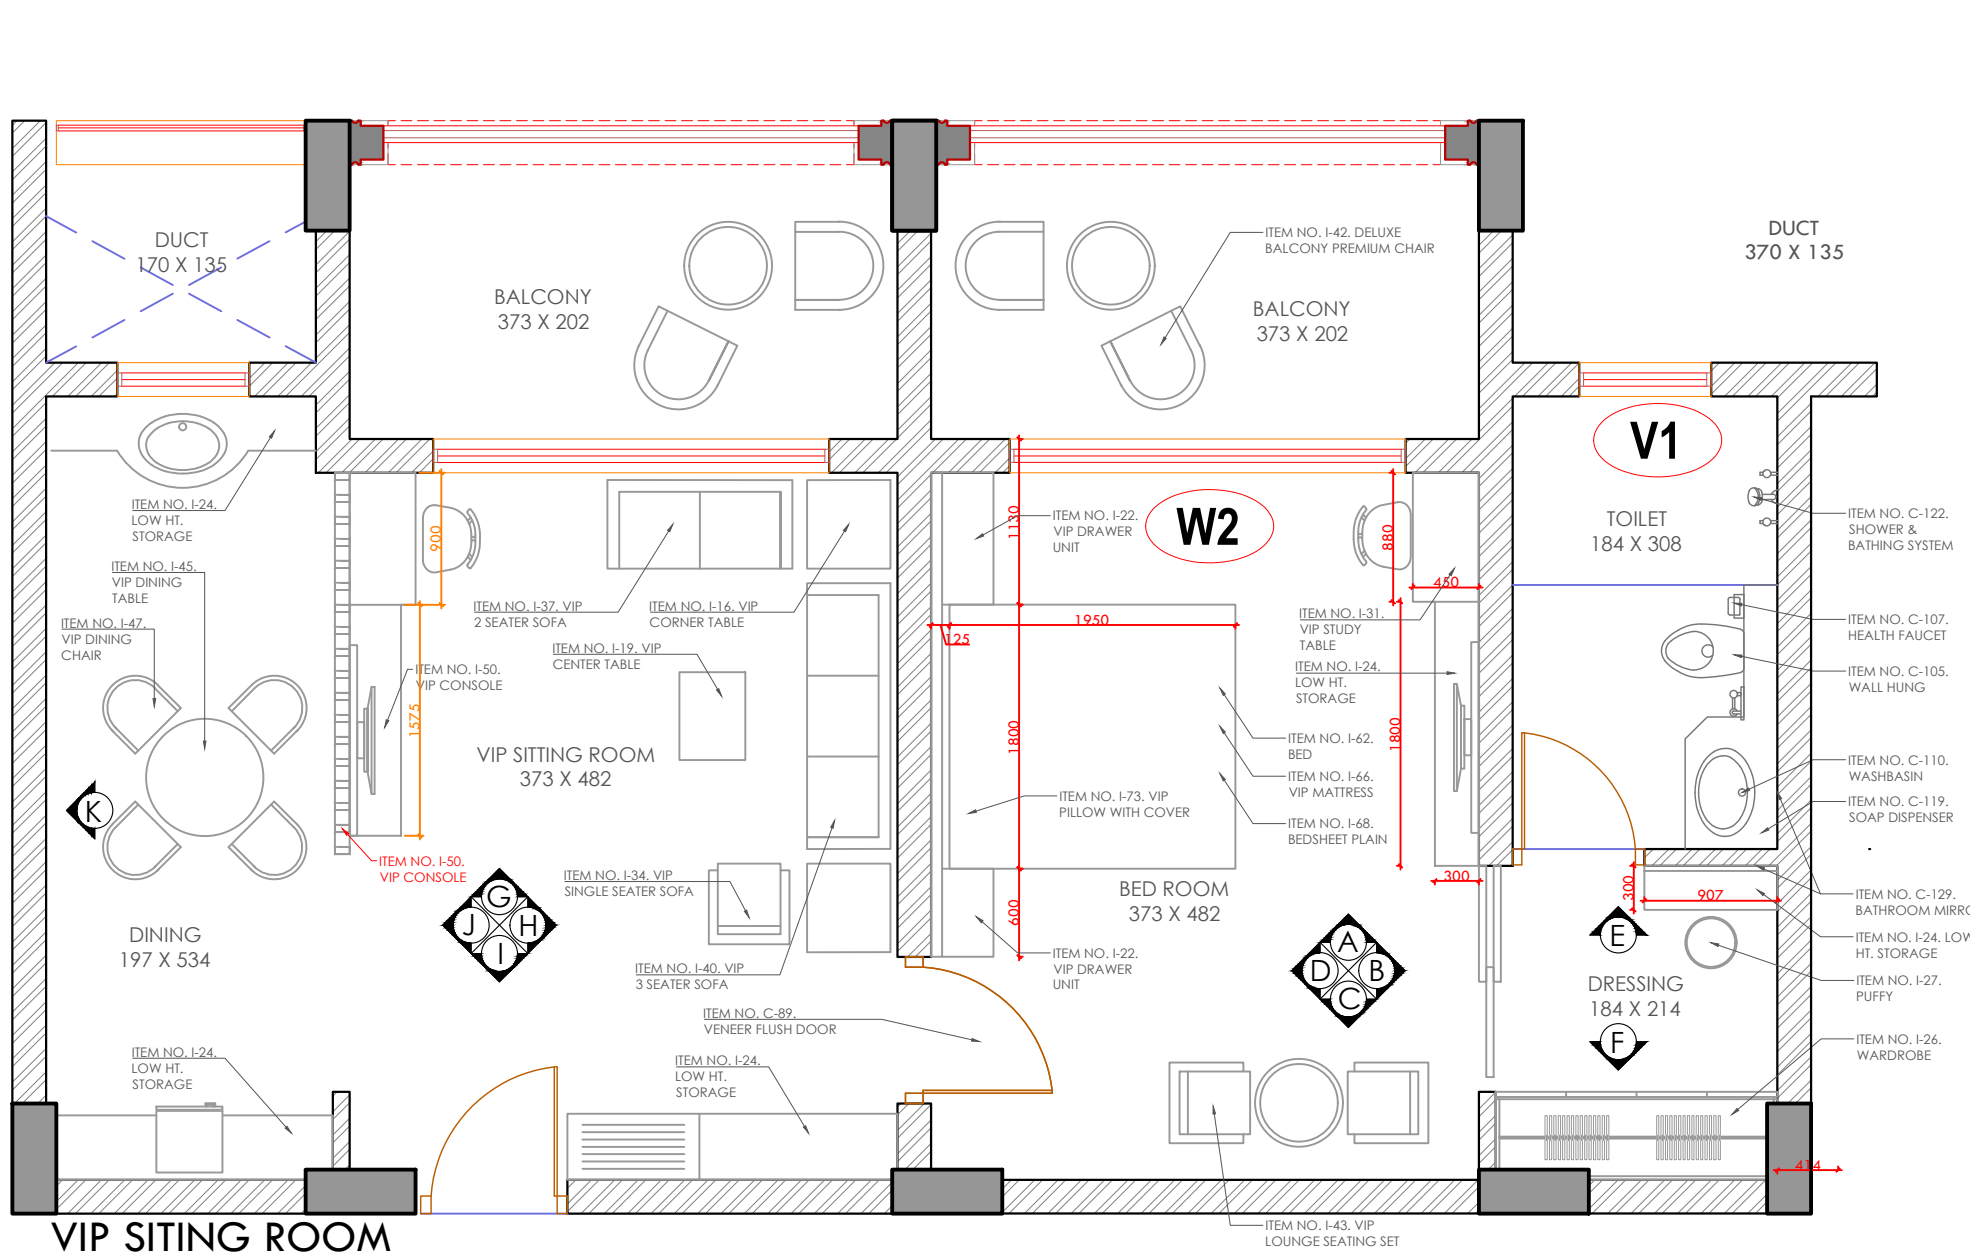 DUCT
170 X 135
BALCONY
373 X 202
ITEM NO. I-42. DELUXE
BALCONY PREMIUM CHAIR
BALCONY
373 X 202
DUCT
370 X 135
ITEM NO. I-24.
LOW HT.
STORAGE
ITEM NO. I-45.
VIP DINING
TABLE
ITEM NO. I-47.
VIP DINING
CHAIR
K
DINING
197 X 534
ITEM NO. I-24.
LOW HT.
STORAGE
900
1575
ITEM NO. I-37. VIP
2 SEATER SOFA
ITEM NO. I-16. VIP
CORNER TABLE
ITEM NO. I-19. VIP
CENTER TABLE
ITEM NO. I-50.
VIP CONSOLE
VIP SITTING ROOM
373 X 482
ITEM NO. I-50.
VIP CONSOLE
ITEM NO. I-34. VIP
SINGLE SEATER SOFA
G
J
H
I
ITEM NO. I-40. VIP
3 SEATER SOFA
ITEM NO. C-89.
VENEER FLUSH DOOR
ITEM NO. I-24.
LOW HT.
STORAGE
1130
ITEM NO. I-22.
VIP DRAWER
UNIT
W2
880
450
1950
125
ITEM NO. I-31.
VIP STUDY
TABLE
ITEM NO. I-24.
LOW HT.
STORAGE
1800
1800
ITEM NO. I-62.
BED
ITEM NO. I-66.
VIP MATTRESS
ITEM NO. I-73. VIP
PILLOW WITH COVER
ITEM NO. I-68.
BEDSHEET PLAIN
300
BED ROOM
373 X 482
600
ITEM NO. I-22.
VIP DRAWER
UNIT
A
D
B
C
ITEM NO. I-43. VIP
LOUNGE SEATING SET
V1
TOILET
184 X 308
ITEM NO. C-122.
SHOWER &
BATHING SYSTEM
ITEM NO. C-107.
HEALTH FAUCET
ITEM NO. C-105.
WALL HUNG
ITEM NO. C-110.
WASHBASIN
ITEM NO. C-119.
SOAP DISPENSER
300
907
ITEM NO. C-129.
BATHROOM MIRRO
ITEM NO. I-24. LOW
HT. STORAGE
E
DRESSING
184 X 214
F
ITEM NO. I-27.
PUFFY
ITEM NO. I-26.
WARDROBE
414
VIP SITING ROOM